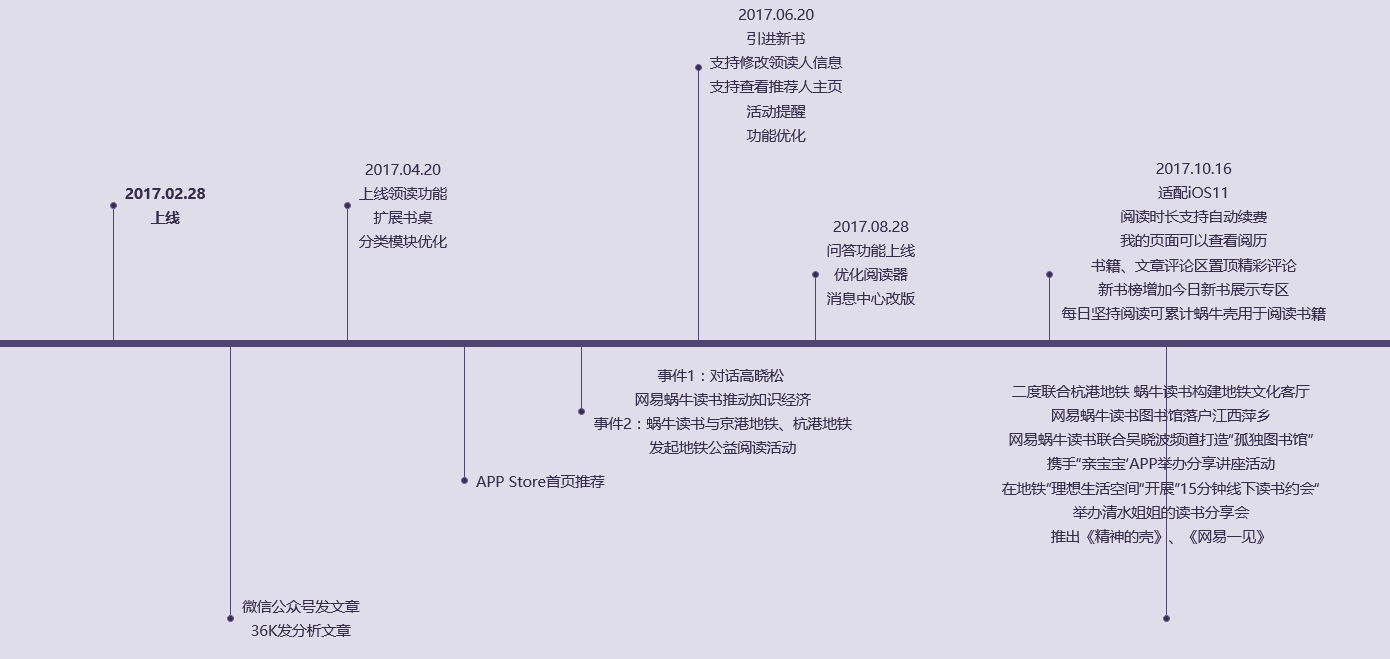 2017.02.28
上线
2017.04.20
上线领读功能
扩展书桌
分类模块优化
2017.06.20
引进新书
支持修改领读人信息
支持查看推荐人主页
活动提醒
功能优化
2017.08.28
问答功能上线
优化阅读器
消息中心改版
2017.10.16
适配iOS11
阅读时长支持自动续费
我的页面可以查看阅历
书籍、文章评论区置顶精彩评论
新书榜增加今日新书展示专区
每日坚持阅读可累计蜗牛壳用于阅读书籍
微信公众号发文章
36K发分析文章
APP Store首页推荐
事件1：对话高晓松
网易蜗牛读书推动知识经济
事件2：蜗牛读书与京港地铁、杭港地铁
发起地铁公益阅读活动
二度联合杭港地铁 蜗牛读书构建地铁文化客厅
网易蜗牛读书图书馆落户江西萍乡
网易蜗牛读书联合吴晓波频道打造“孤独图书馆”
携手“亲宝宝‘APP举办分享讲座活动
在地铁”理想生活空间“开展”15分钟线下读书约会“
举办清水姐姐的读书分享会
推出《精神的壳》、《网易一见》